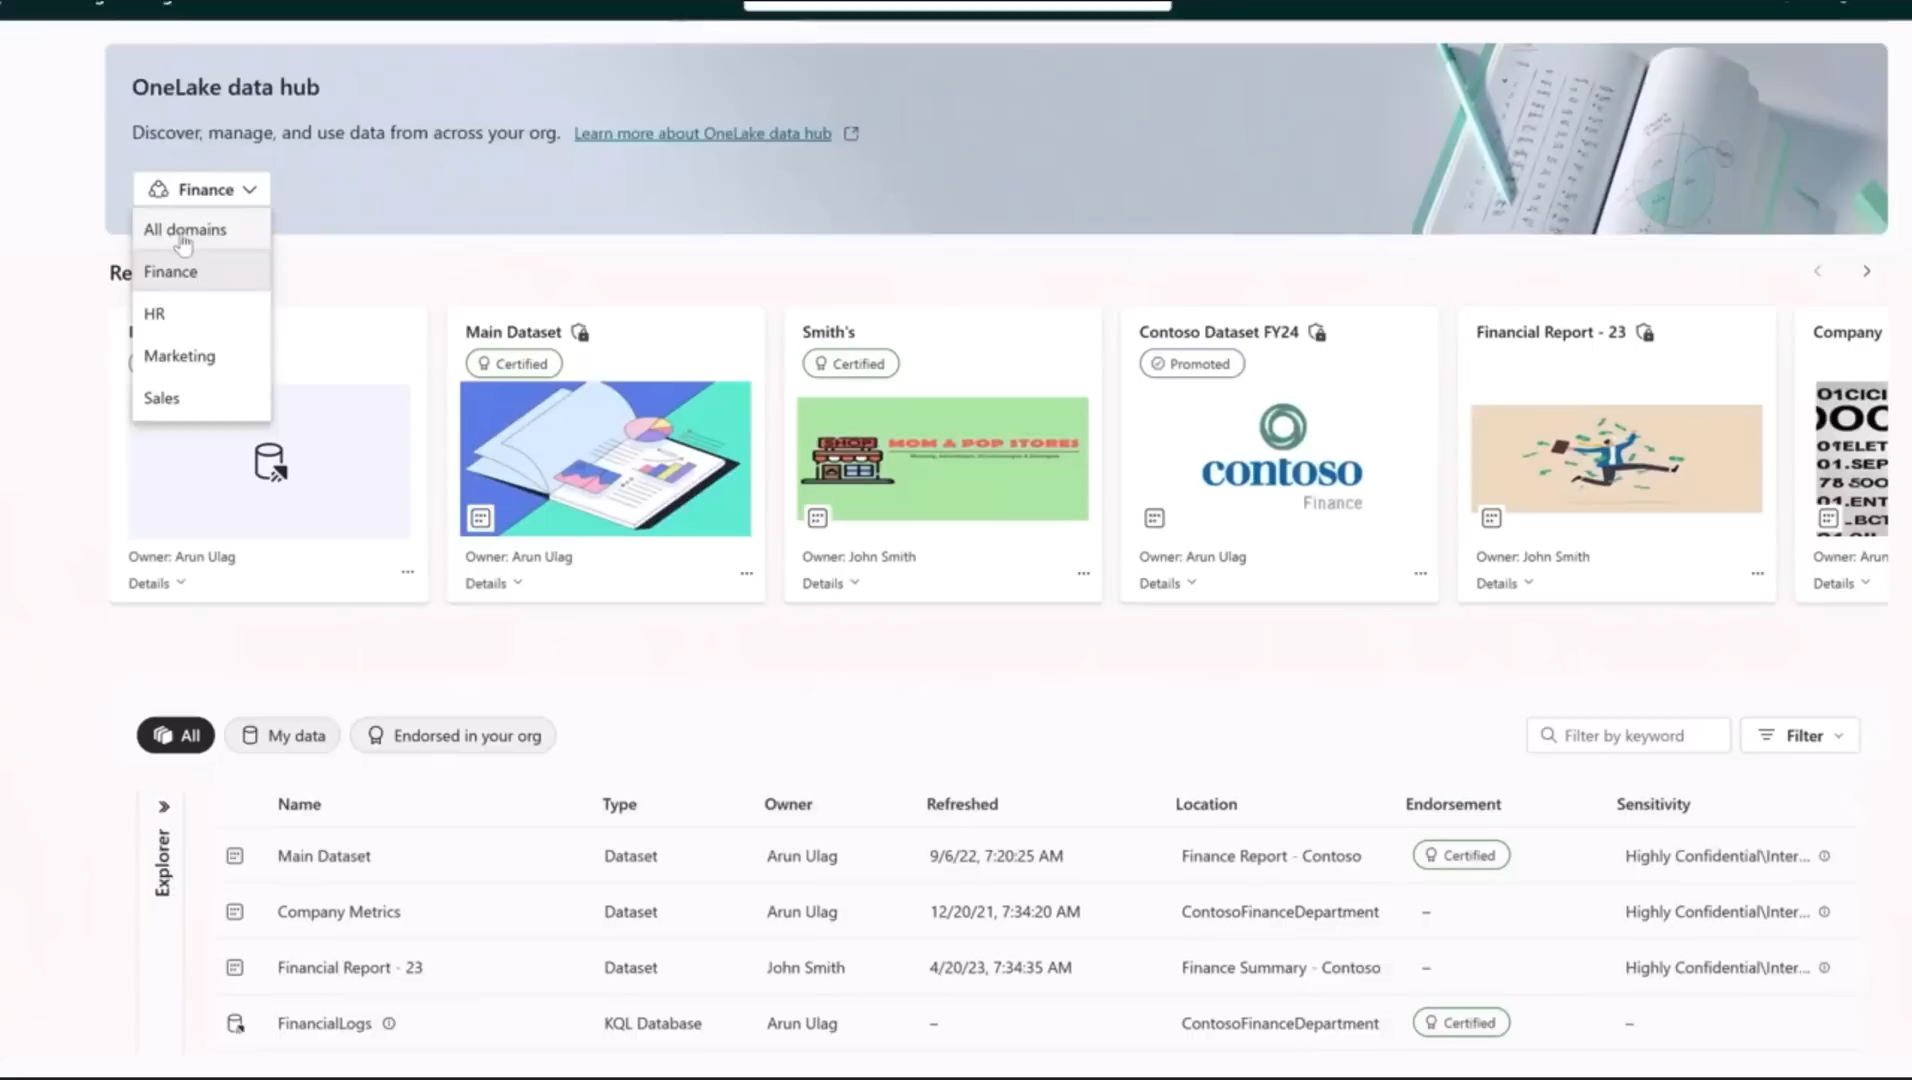 OneLake data hub
Discover, manage, and use data from across your org. Learn more about OneLake data hub
Finance
All domains
Finance
HR
Marketing
Sales
Re
Main Dataset
Certified
Smith's
Certified
Contoso Dataset FY24
Promoted
Financial Report - 23
Company
MOM & POP STORES
contoso
Finance
Owner: Arun Ulag
Details
Owner: Arun Ulag
Details
Owner: John Smith
Details
Owner: Arun Ulag
Details
Owner: John Smith
Details
Owner: Arun
Details
All
My data
Endorsed in your org
Filter by keyword
Filter
Explorer
Name Type Owner Refreshed Location Endorsement Sensitivity
Main Dataset Dataset Arun Ulag 9/6/22, 7:20:25 AM Finance Report - Contoso Certified Highly Confidential\Inter...
Company Metrics Dataset Arun Ulag 12/20/21, 7:34:20 AM ContosoFinanceDepartment – Highly Confidential\Inter...
Financial Report - 23 Dataset John Smith 4/20/23, 7:34:35 AM Finance Summary - Contoso – Highly Confidential\Inter...
FinancialLogs KQL Database Arun Ulag – ContosoFinanceDepartment Certified –